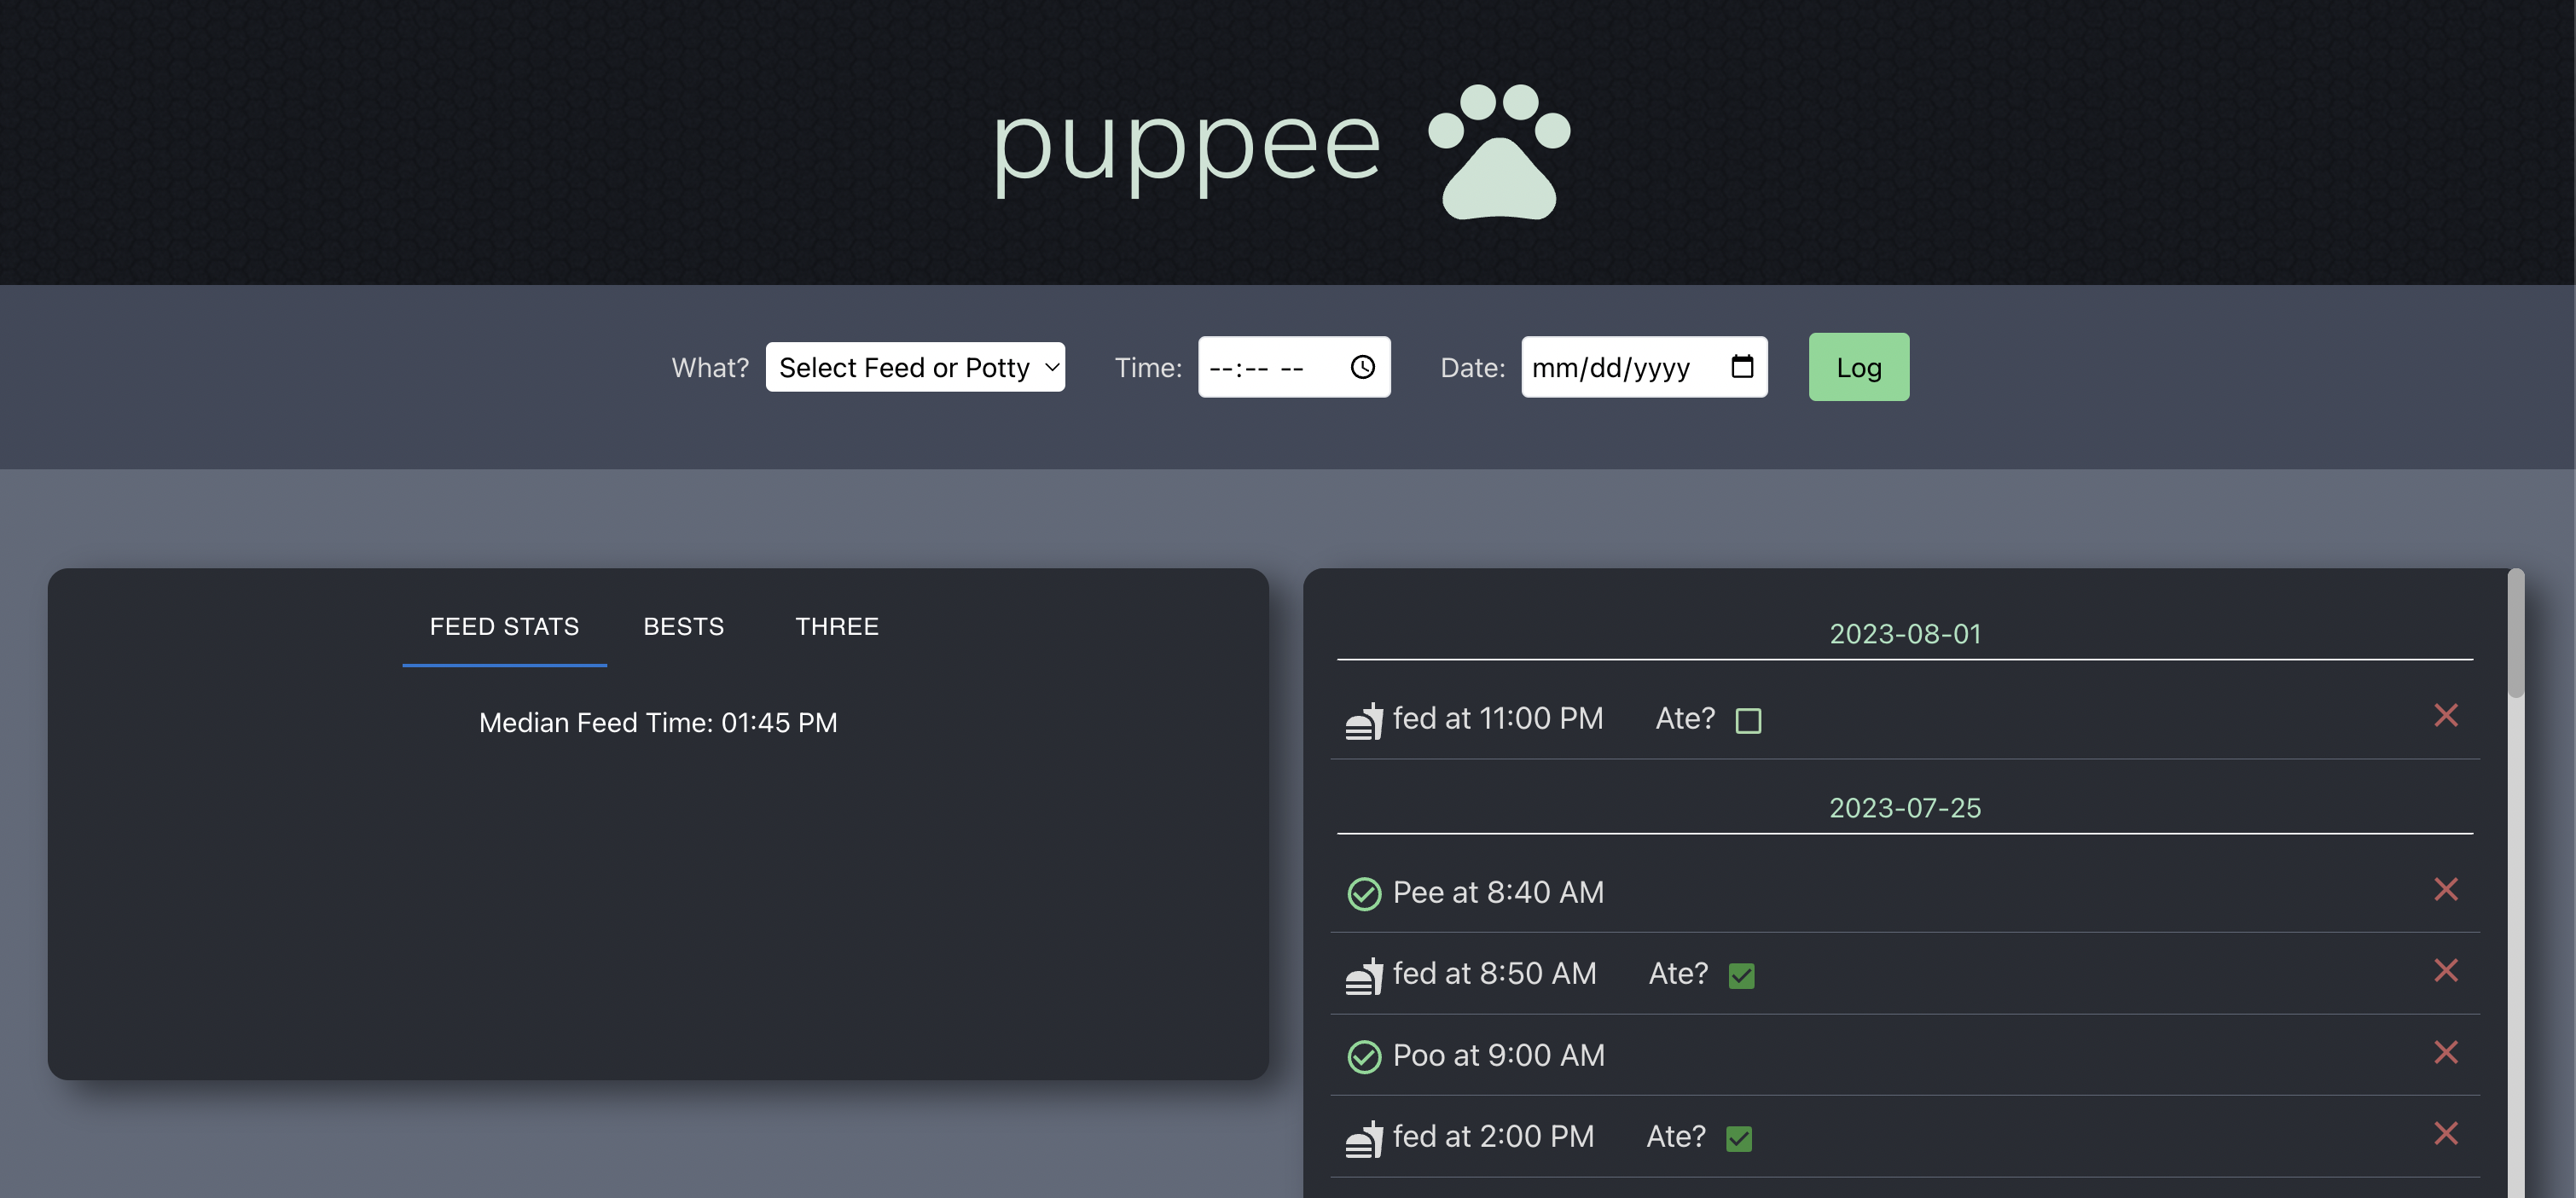 puppee
What? Select Feed or Potty Time: --:-- -- Date: mm/dd/yyyy Log
FEED STATS BESTS THREE
Median Feed Time: 01:45 PM
2023-08-01
fed at 11:00 PM Ate?
2023-07-25
Pee at 8:40 AM
fed at 8:50 AM Ate?
Poo at 9:00 AM
fed at 2:00 PM Ate?